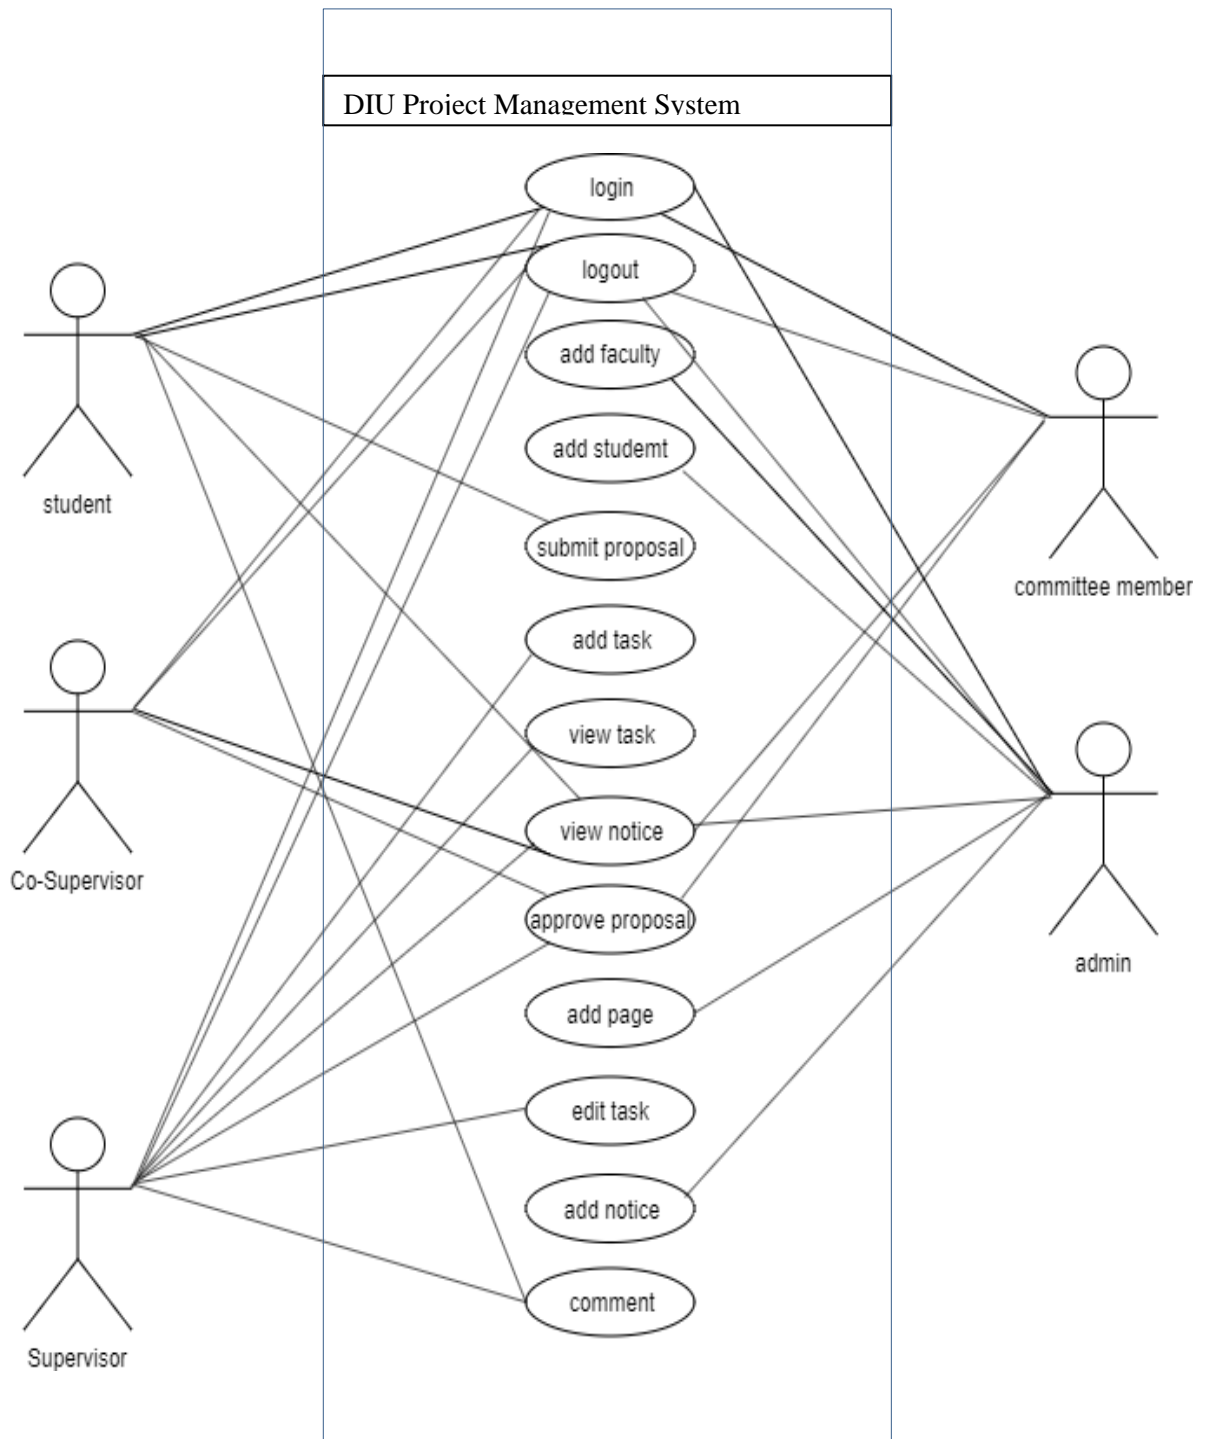 DIU Project Management System
login
logout
add faculty
add studemt
student
submit proposal
committee member
add task
view task
view notice
Co-Supervisor
approve proposal
admin
add page
edit task
add notice
comment
Supervisor